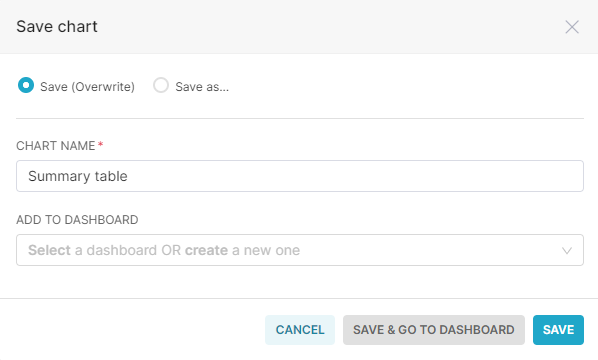 Save chart
Save (Overwrite) Save as...
CHART NAME*
Summary table
ADD TO DASHBOARD
Select a dashboard OR create a new one
CANCEL SAVE & GO TO DASHBOARD SAVE